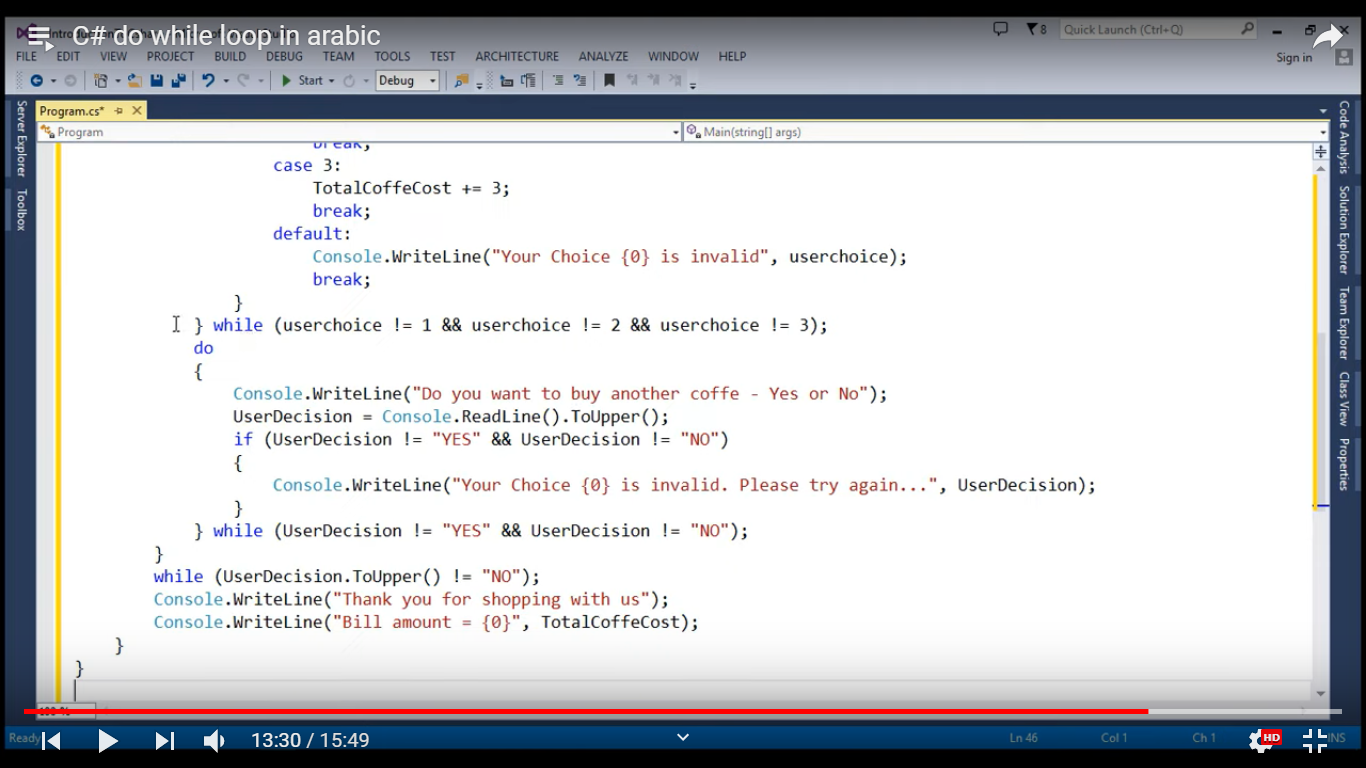 C# do while loop in arabic
8
Quick Launch (Ctrl+Q)
FILE EDIT VIEW PROJECT BUILD DEBUG TEAM TOOLS TEST ARCHITECTURE ANALYZE WINDOW HELP
Sign in
Start
Debug
Program.cs*
Program
Main(string[] args)
Server Explorer
Toolbox
Code Analysis
Solution Explorer
Team Explorer
Class View
Properties
break;
case 3:
TotalCoffeCost += 3;
break;
default:
Console.WriteLine("Your Choice {0} is invalid", userchoice);
break;
}
} while (userchoice != 1 && userchoice != 2 && userchoice != 3);
do
{
Console.WriteLine("Do you want to buy another coffe - Yes or No");
UserDecision = Console.ReadLine().ToUpper();
if (UserDecision != "YES" && UserDecision != "NO")
{
Console.WriteLine("Your Choice {0} is invalid. Please try again...", UserDecision);
}
} while (UserDecision != "YES" && UserDecision != "NO");
}
while (UserDecision.ToUpper() != "NO");
Console.WriteLine("Thank you for shopping with us");
Console.WriteLine("Bill amount = {0}", TotalCoffeCost);
}
}
Ready
13:30 / 15:49
Ln 46
Col 1
Ch 1
HD
INS